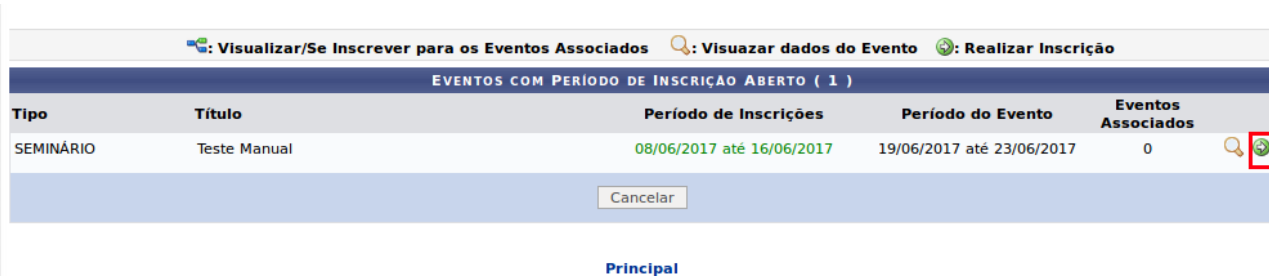 : Visualizar/Se Inscrever para os Eventos Associados : Visuazar dados do Evento : Realizar Inscrição
Eventos com Período de Inscrição Aberto ( 1 )
Tipo Título Período de Inscrições Período do Evento Eventos Associados
SEMINÁRIO Teste Manual 08/06/2017 até 16/06/2017 19/06/2017 até 23/06/2017 0
Cancelar
Principal